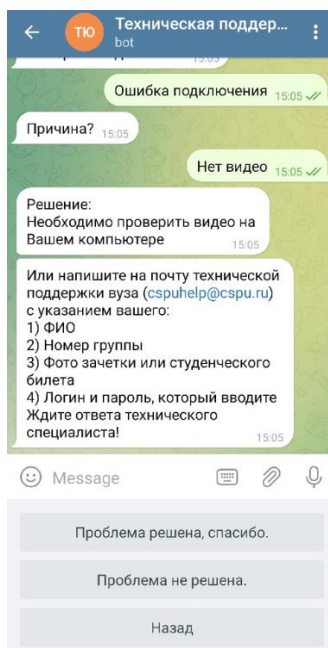 ТЮ
Техническая поддер...
bot
15:05
Ошибка подключения 15:05
Причина? 15:05
Нет видео 15:05
Решение:
Необходимо проверить видео на
Вашем компьютере 15:05
Или напишите на почту технической
поддержки вуза (cspuhelp@cspu.ru)
с указанием вашего:
1) ФИО
2) Номер группы
3) Фото зачетки или студенческого
билета
4) Логин и пароль, который вводите
Ждите ответа технического
специалиста! 15:05
Message
Проблема решена, спасибо.
Проблема не решена.
Назад